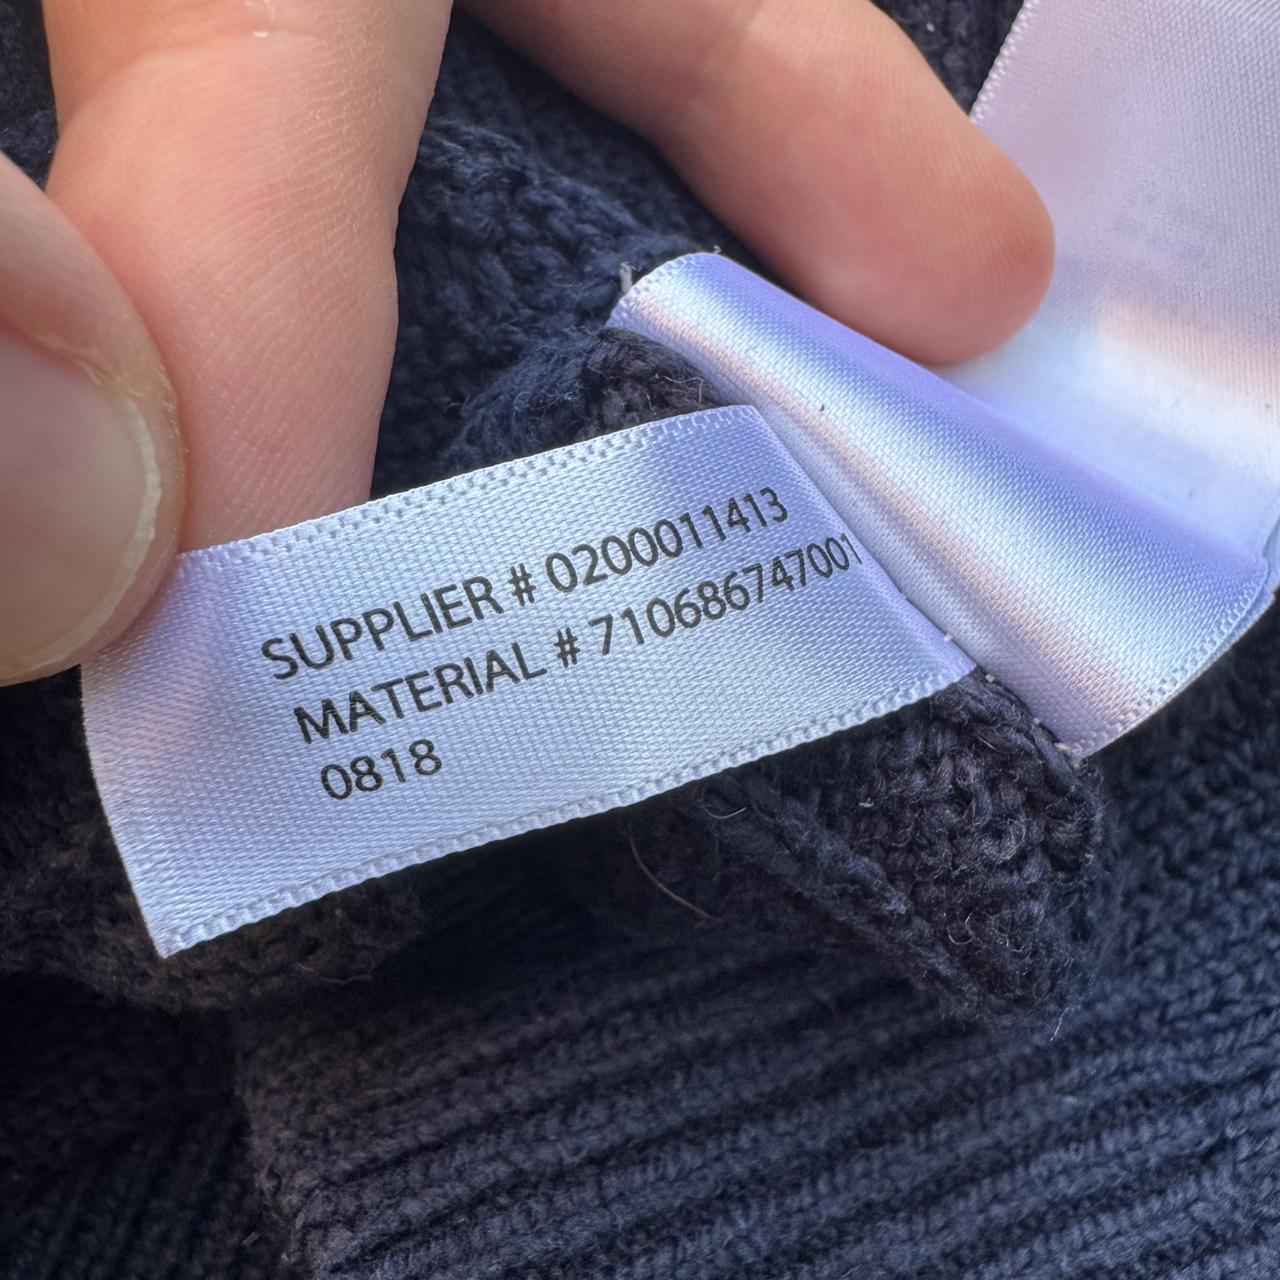 SUPPLIER # 0200011413
MATERIAL # 710686747001
0818